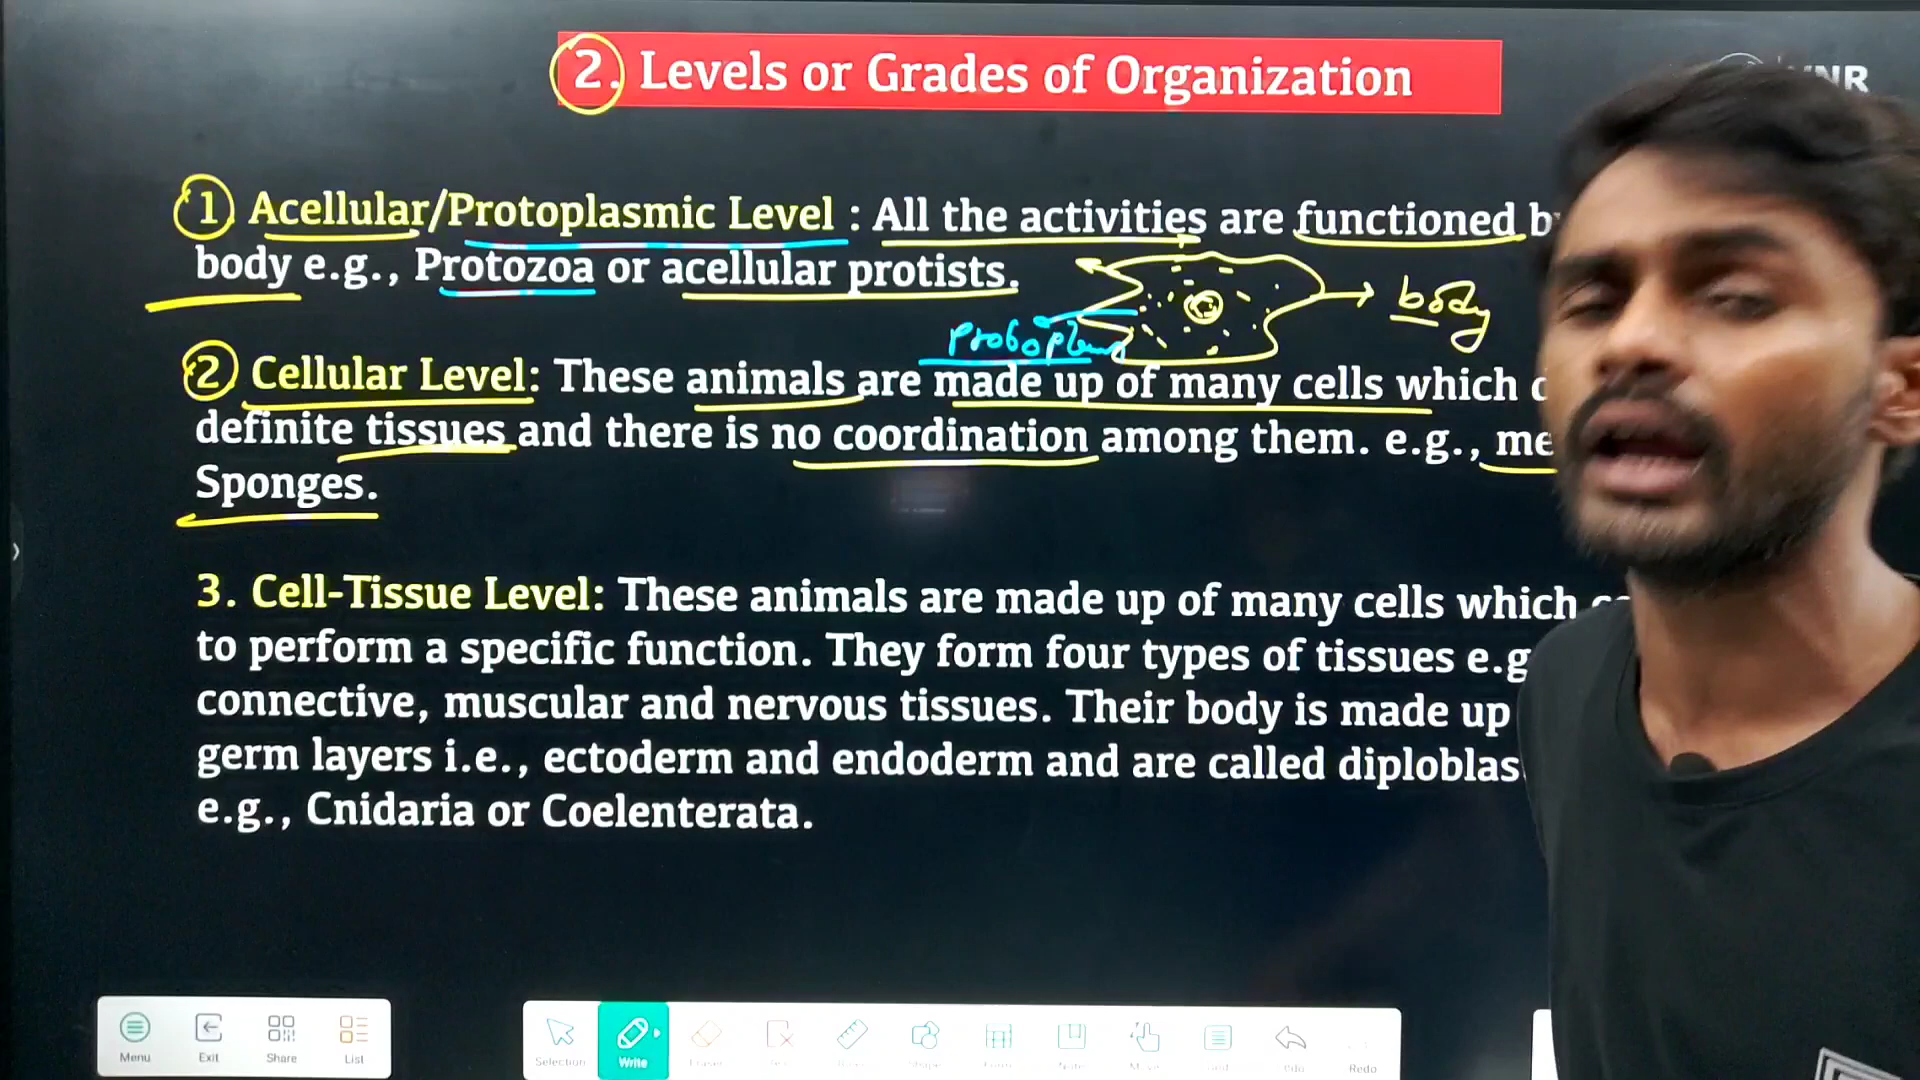 2. Levels or Grades of Organization
1. Acellular/Protoplasmic Level : All the activities are functioned
body e.g., Protozoa or acellular protists.
body
2. Cellular Level: These animals are made up of many cells which
definite tissues and there is no coordination among them. e.g.,
Sponges.
3. Cell-Tissue Level: These animals are made up of many cells which
to perform a specific function. They form four types of tissues e.g
connective, muscular and nervous tissues. Their body is made up
germ layers i.e., ectoderm and endoderm and are called
e.g., Cnidaria or Coelenterata.
Menu Exit Share List Selection Write Redo